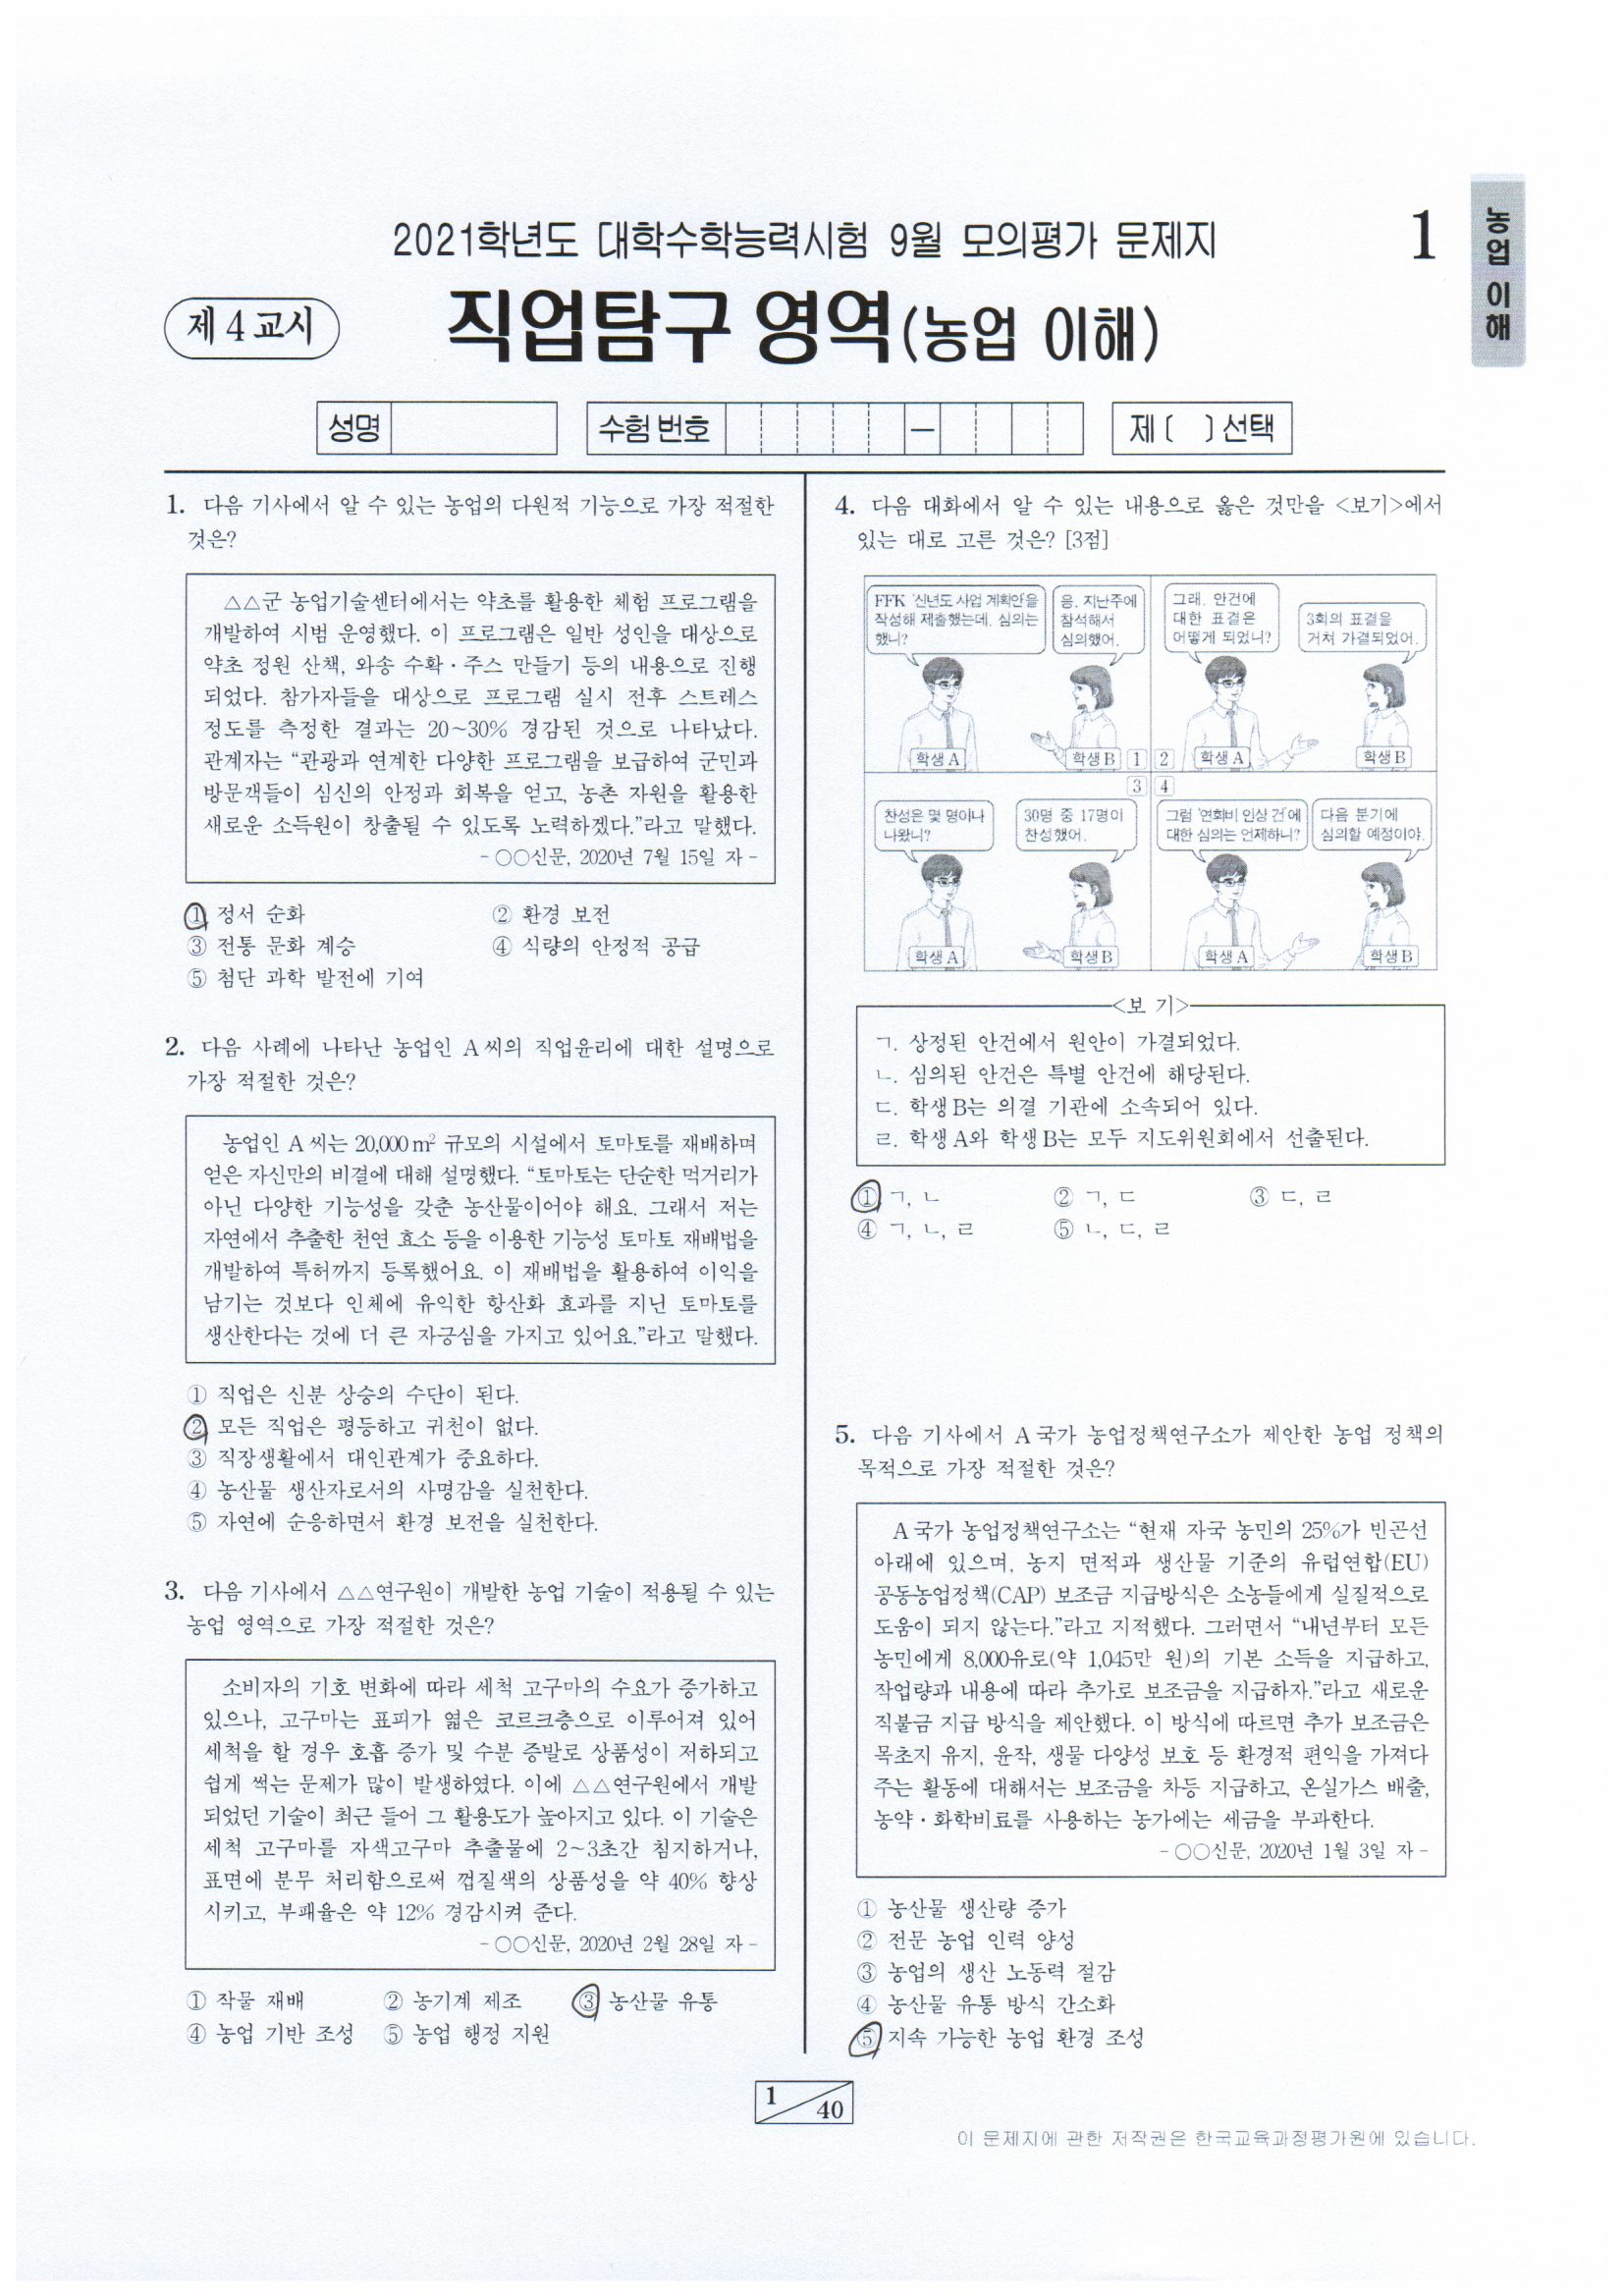 2021학년도 대학수학능력시험 9월 모의평가 문제지
1
농업 이해
제 4 교시
직업탐구 영역(농업 이해)
성명
수험 번호
―
제 [ ] 선택
1. 다음 기사에서 알 수 있는 농업의 다원적 기능으로 가장 적절한
것은?
△△군 농업기술센터에서는 약초를 활용한 체험 프로그램을
개발하여 시범 운영했다. 이 프로그램은 일반 성인을 대상으로
약초 정원 산책, 와송 수확·주스 만들기 등의 내용으로 진행
되었다. 참가자들을 대상으로 프로그램 실시 전후 스트레스
정도를 측정한 결과는 20~30% 경감된 것으로 나타났다.
관계자는 “관광과 연계한 다양한 프로그램을 보급하여 군민과
방문객들이 심신의 안정과 회복을 얻고, 농촌 자원을 활용한
새로운 소득원이 창출될 수 있도록 노력하겠다.”라고 말했다.
- ○○신문, 2020년 7월 15일 자 -
① 정서 순화 ② 환경 보전
③ 전통 문화 계승 ④ 식량의 안정적 공급
⑤ 첨단 과학 발전에 기여
2. 다음 사례에 나타난 농업인 A 씨의 직업윤리에 대한 설명으로
가장 적절한 것은?
농업인 A 씨는 20,000 m² 규모의 시설에서 토마토를 재배하며
얻은 자신만의 비결에 대해 설명했다. “토마토는 단순한 먹거리가
아닌 다양한 기능성을 갖춘 농산물이어야 해요. 그래서 저는
자연에서 추출한 천연 효소 등을 이용한 기능성 토마토 재배법을
개발하여 특허까지 등록했어요. 이 재배법을 활용하여 이익을
남기는 것보다 인체에 유익한 항산화 효과를 지닌 토마토를
생산한다는 것에 더 큰 자긍심을 가지고 있어요.”라고 말했다.
① 직업은 신분 상승의 수단이 된다.
② 모든 직업은 평등하고 귀천이 없다.
③ 직장생활에서 대인관계가 중요하다.
④ 농산물 생산자로서의 사명감을 실천한다.
⑤ 자연에 순응하면서 환경 보전을 실천한다.
3. 다음 기사에서 △△연구원이 개발한 농업 기술이 적용될 수 있는
농업 영역으로 가장 적절한 것은?
소비자의 기호 변화에 따라 세척 고구마의 수요가 증가하고
있으나, 고구마는 표피가 엷은 코르크층으로 이루어져 있어
세척을 할 경우 호흡 증가 및 수분 증발로 상품성이 저하되고
쉽게 썩는 문제가 많이 발생하였다. 이에 △△연구원에서 개발
되었던 기술이 최근 들어 그 활용도가 높아지고 있다. 이 기술은
세척 고구마를 자색고구마 추출물에 2~3초간 침지하거나,
표면에 분무 처리함으로써 껍질색의 상품성을 약 40% 향상
시키고, 부패율은 약 12% 경감시켜 준다.
- ○○신문, 2020년 2월 28일 자 -
① 작물 재배 ② 농기계 제조 ③ 농산물 유통
④ 농업 기반 조성 ⑤ 농업 행정 지원
4. 다음 대화에서 알 수 있는 내용으로 옳은 것만을 <보기>에서
있는 대로 고른 것은? [3점]
FFK ‘신년도 사업 계획안’을
작성해 제출했는데, 심의는
했니?
응. 지난주에
참석해서
심의했어.
학생 A
학생 B
1
그래. 안건에
대한 표결은
어떻게 되었니?
3회의 표결을
거쳐 가결되었어.
2
학생 A
학생 B
찬성은 몇 명이나
나왔니?
30명 중 17명이
찬성했어.
3
학생 A
학생 B
4
그럼 ‘연회비 인상 건’에
대한 심의는 언제하니?
다음 분기에
심의할 예정이야.
학생 A
학생 B
<보 기>
ㄱ. 상정된 안건에서 원안이 가결되었다.
ㄴ. 심의된 안건은 특별 안건에 해당된다.
ㄷ. 학생 B는 의결 기관에 소속되어 있다.
ㄹ. 학생 A와 학생 B는 모두 지도위원회에서 선출된다.
① ㄱ, ㄴ ② ㄱ, ㄷ ③ ㄷ, ㄹ
④ ㄱ, ㄴ, ㄹ ⑤ ㄴ, ㄷ, ㄹ
5. 다음 기사에서 A 국가 농업정책연구소가 제안한 농업 정책의
목적으로 가장 적절한 것은?
A 국가 농업정책연구소는 “현재 자국 농민의 25%가 빈곤선
아래에 있으며, 농지 면적과 생산물 기준의 유럽연합(EU)
공동농업정책(CAP) 보조금 지급방식은 소농들에게 실질적으로
도움이 되지 않는다.”라고 지적했다. 그러면서 “내년부터 모든
농민에게 8,000유로(약 1,045만 원)의 기본 소득을 지급하고,
작업량과 내용에 따라 추가로 보조금을 지급하자.”라고 새로운
직불금 지급 방식을 제안했다. 이 방식에 따르면 추가 보조금은
목초지 유지, 윤작, 생물 다양성 보호 등 환경적 편익을 가져다
주는 활동에 대해서는 보조금을 차등 지급하고, 온실가스 배출,
농약·화학비료를 사용하는 농가에는 세금을 부과한다.
- ○○신문, 2020년 1월 3일 자 -
① 농산물 생산량 증가
② 전문 농업 인력 양성
③ 농업의 생산 노동력 절감
④ 농산물 유통 방식 간소화
⑤ 지속 가능한 농업 환경 조성
1
40
이 문제지에 관한 저작권은 한국교육과정평가원에 있습니다.